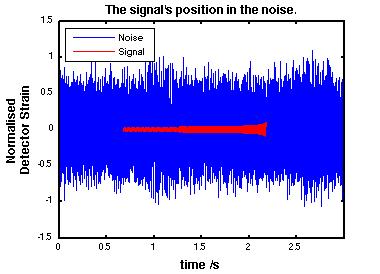 The signal's position in the noise.
1.5
Noise
Signal
1
0.5
0
-0.5
-1
-1.5
Normalised
Detector Strain
0 0.5 1 1.5 2 2.5
time /s